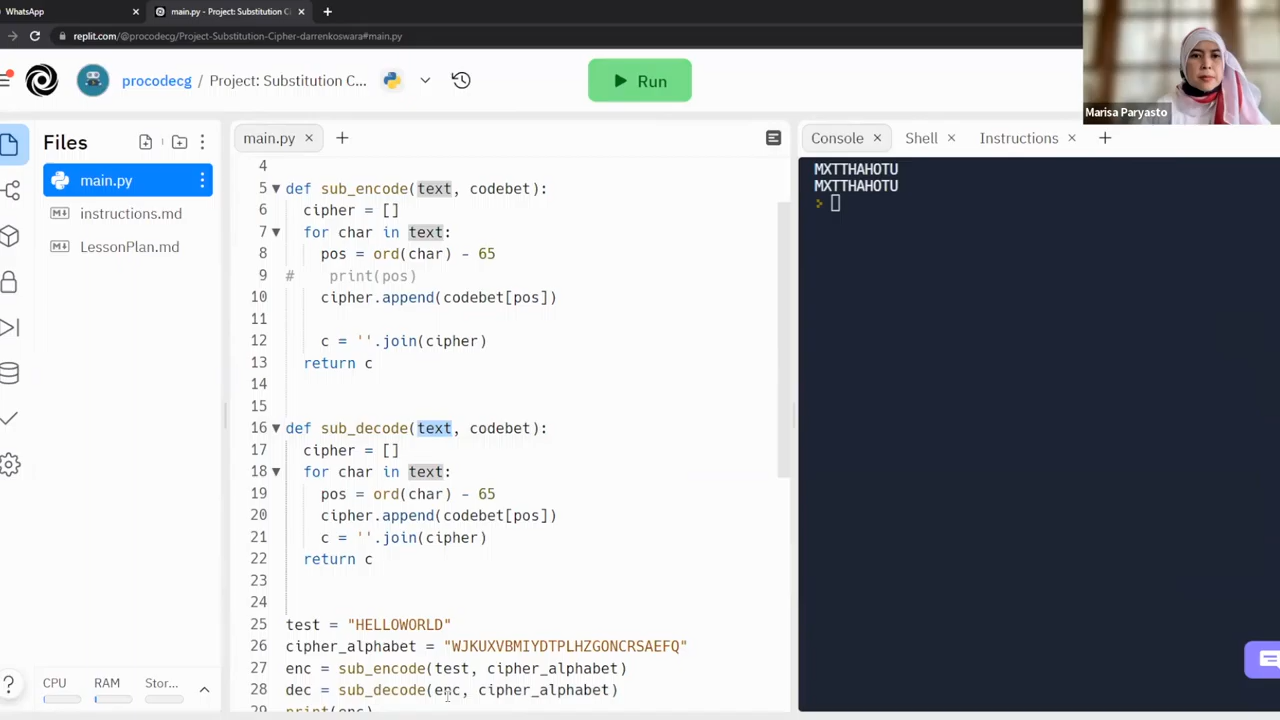 WhatsApp
main.py - Project: Substitution Ci
replit.com/@procodecg/Project-Substitution-Cipher-darrenkoswara#main.py
procodecg / Project: Substitution C...
Run
Marisa Paryasto
Files
main.py
instructions.md
LessonPlan.md
main.py
4
5 def sub_encode(text, codebet):
6 cipher = []
7 for char in text:
8 pos = ord(char) - 65
9 # print(pos)
10 cipher.append(codebet[pos])
11
12 c = ''.join(cipher)
13 return c
14
15
16 def sub_decode(text, codebet):
17 cipher = []
18 for char in text:
19 pos = ord(char) - 65
20 cipher.append(codebet[pos])
21 c = ''.join(cipher)
22 return c
23
24
25 test = "HELLOWORLD"
26 cipher_alphabet = "WJKUXVBMIYDTPLHZGONCRSAEFQ"
27 enc = sub_encode(test, cipher_alphabet)
28 dec = sub_decode(enc, cipher_alphabet)
29 print(enc)
Console
Shell
Instructions
MXTTHAHOTU
MXTTHAHOTU
>
CPU
RAM
Stor...